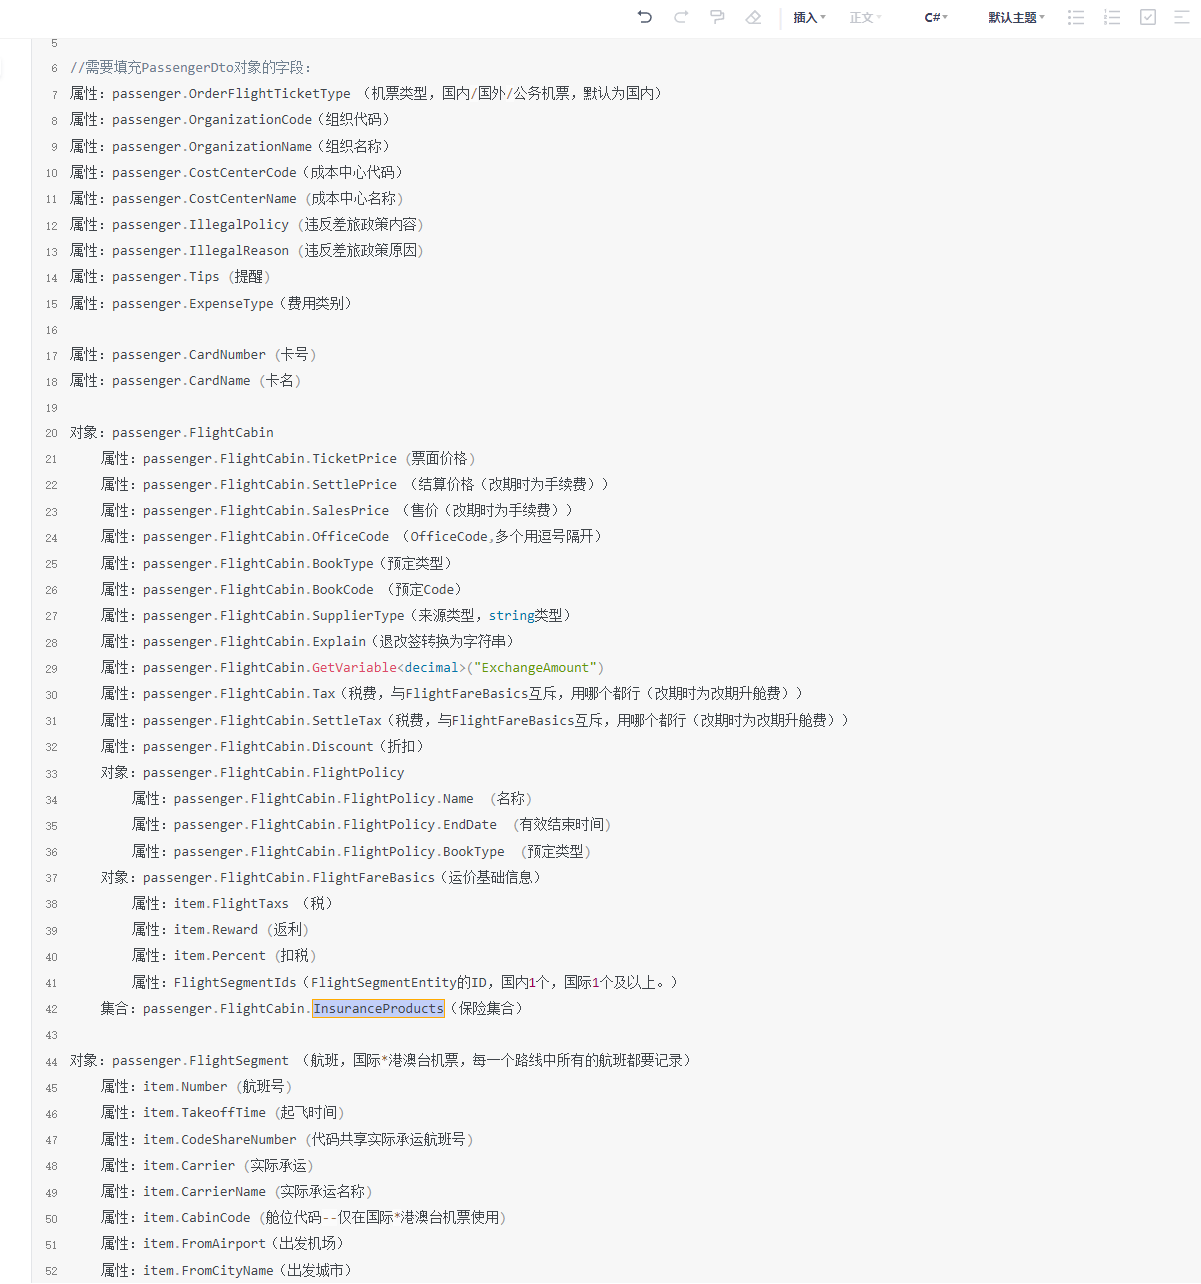 插入 正文 C# 默认主题
5
6 //需要填充PassengerDto对象的字段：
7 属性：passenger.OrderFlightTicketType （机票类型，国内/国外/公务机票，默认为国内）
8 属性：passenger.OrganizationCode（组织代码）
9 属性：passenger.OrganizationName（组织名称）
10 属性：passenger.CostCenterCode（成本中心代码）
11 属性：passenger.CostCenterName（成本中心名称）
12 属性：passenger.IllegalPolicy（违反差旅政策内容）
13 属性：passenger.IllegalReason（违反差旅政策原因）
14 属性：passenger.Tips（提醒）
15 属性：passenger.ExpenseType（费用类别）
16
17 属性：passenger.CardNumber（卡号）
18 属性：passenger.CardName（卡名）
19
20 对象：passenger.FlightCabin
21 属性：passenger.FlightCabin.TicketPrice（票面价格）
22 属性：passenger.FlightCabin.SettlePrice （结算价格（改期时为手续费））
23 属性：passenger.FlightCabin.SalesPrice （售价（改期时为手续费））
24 属性：passenger.FlightCabin.OfficeCode （OfficeCode,多个用逗号隔开）
25 属性：passenger.FlightCabin.BookType（预定类型）
26 属性：passenger.FlightCabin.BookCode （预定Code）
27 属性：passenger.FlightCabin.SupplierType（来源类型，string类型）
28 属性：passenger.FlightCabin.Explain（退改签转换为字符串）
29 属性：passenger.FlightCabin.GetVariable<decimal>("ExchangeAmount")
30 属性：passenger.FlightCabin.Tax（税费，与FlightFareBasics互斥，用哪个都行（改期时为改期升舱费））
31 属性：passenger.FlightCabin.SettleTax（税费，与FlightFareBasics互斥，用哪个都行（改期时为改期升舱费））
32 属性：passenger.FlightCabin.Discount（折扣）
33 对象：passenger.FlightCabin.FlightPolicy
34 属性：passenger.FlightCabin.FlightPolicy.Name （名称）
35 属性：passenger.FlightCabin.FlightPolicy.EndDate （有效结束时间）
36 属性：passenger.FlightCabin.FlightPolicy.BookType （预定类型）
37 对象：passenger.FlightCabin.FlightFareBasics（运价基础信息）
38 属性：item.FlightTaxs （税）
39 属性：item.Reward（返利）
40 属性：item.Percent（扣税）
41 属性：FlightSegmentIds（FlightSegmentEntity的ID，国内1个，国际1个及以上。）
42 集合：passenger.FlightCabin.InsuranceProducts（保险集合）
43
44 对象：passenger.FlightSegment （航班，国际*港澳台机票，每一个路线中所有的航班都要记录）
45 属性：item.Number（航班号）
46 属性：item.TakeoffTime（起飞时间）
47 属性：item.CodeShareNumber（代码共享实际承运航班号）
48 属性：item.Carrier（实际承运）
49 属性：item.CarrierName（实际承运名称）
50 属性：item.CabinCode（舱位代码--仅在国际*港澳台机票使用）
51 属性：item.FromAirport（出发机场）
52 属性：item.FromCityName（出发城市）